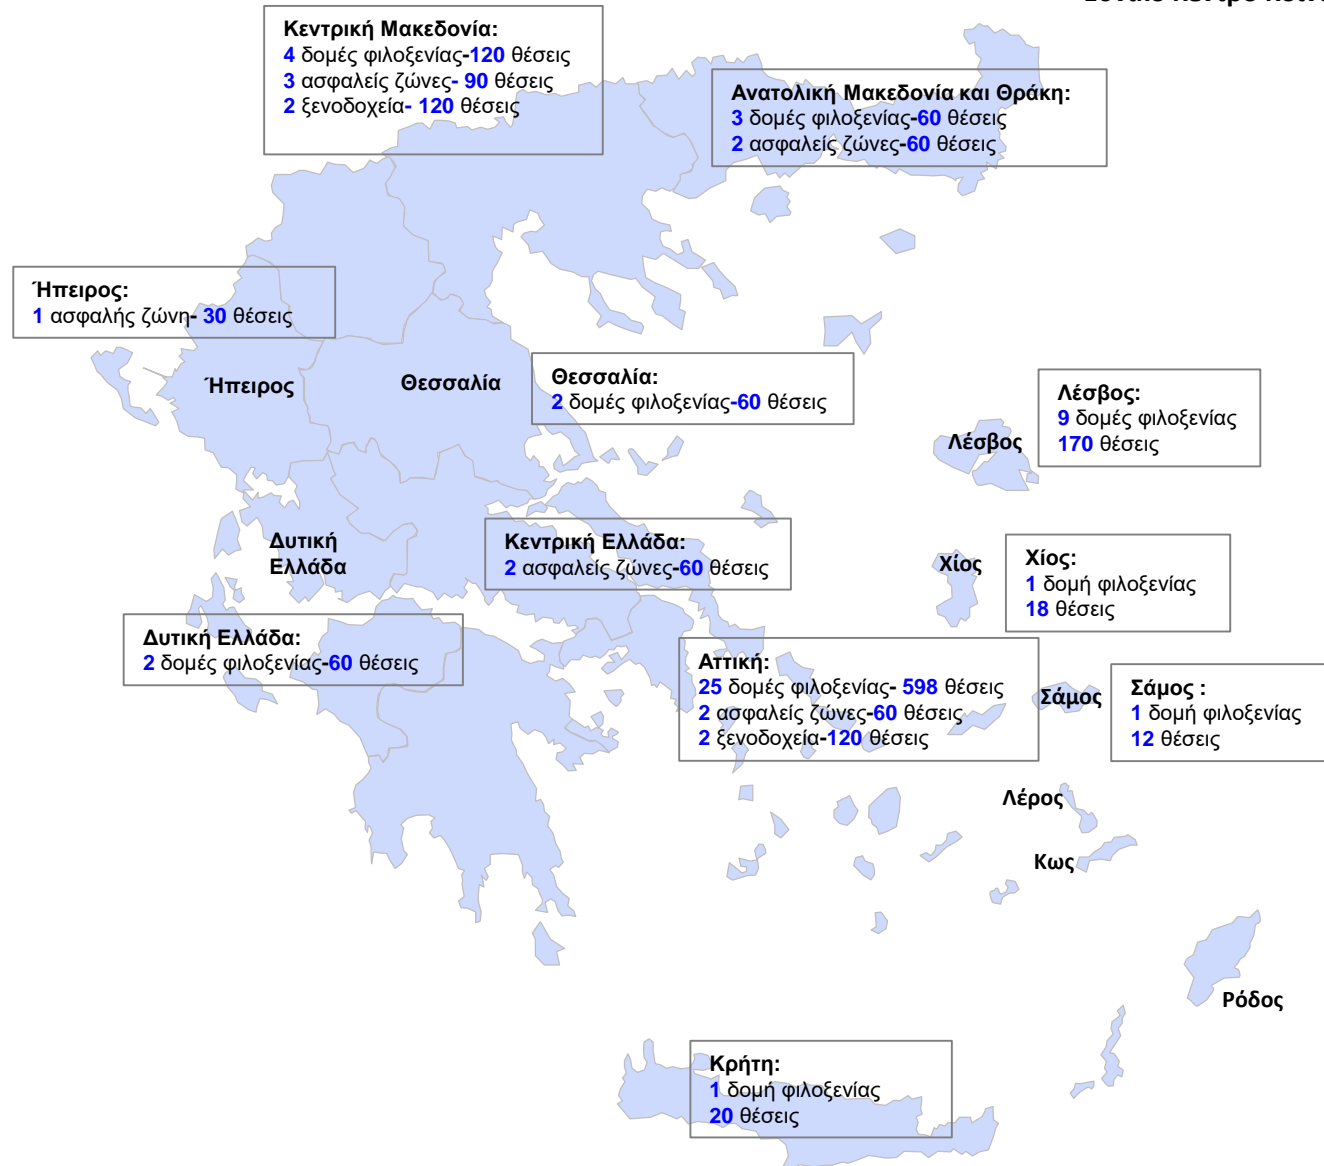 Κεντρική Μακεδονία:
4 δομές φιλοξενίας-120 θέσεις
3 ασφαλείς ζώνες- 90 θέσεις
2 ξενοδοχεία- 120 θέσεις
Ανατολική Μακεδονία και Θράκη:
3 δομές φιλοξενίας-60 θέσεις
2 ασφαλείς ζώνες-60 θέσεις
Ήπειρος:
1 ασφαλής ζώνη- 30 θέσεις
Ήπειρος
Θεσσαλία
Θεσσαλία:
2 δομές φιλοξενίας-60 θέσεις
Λέσβος:
9 δομές φιλοξενίας
170 θέσεις
Λέσβος
Δυτική
Ελλάδα
Κεντρική Ελλάδα:
2 ασφαλείς ζώνες-60 θέσεις
Χίος
Χίος:
1 δομή φιλοξενίας
18 θέσεις
Δυτική Ελλάδα:
2 δομές φιλοξενίας-60 θέσεις
Αττική:
25 δομές φιλοξενίας- 598 θέσεις
2 ασφαλείς ζώνες-60 θέσεις
2 ξενοδοχεία-120 θέσεις
Σάμος
Σάμος :
1 δομή φιλοξενίας
12 θέσεις
Λέρος
Κως
Ρόδος
Κρήτη:
1 δομή φιλοξενίας
20 θέσεις